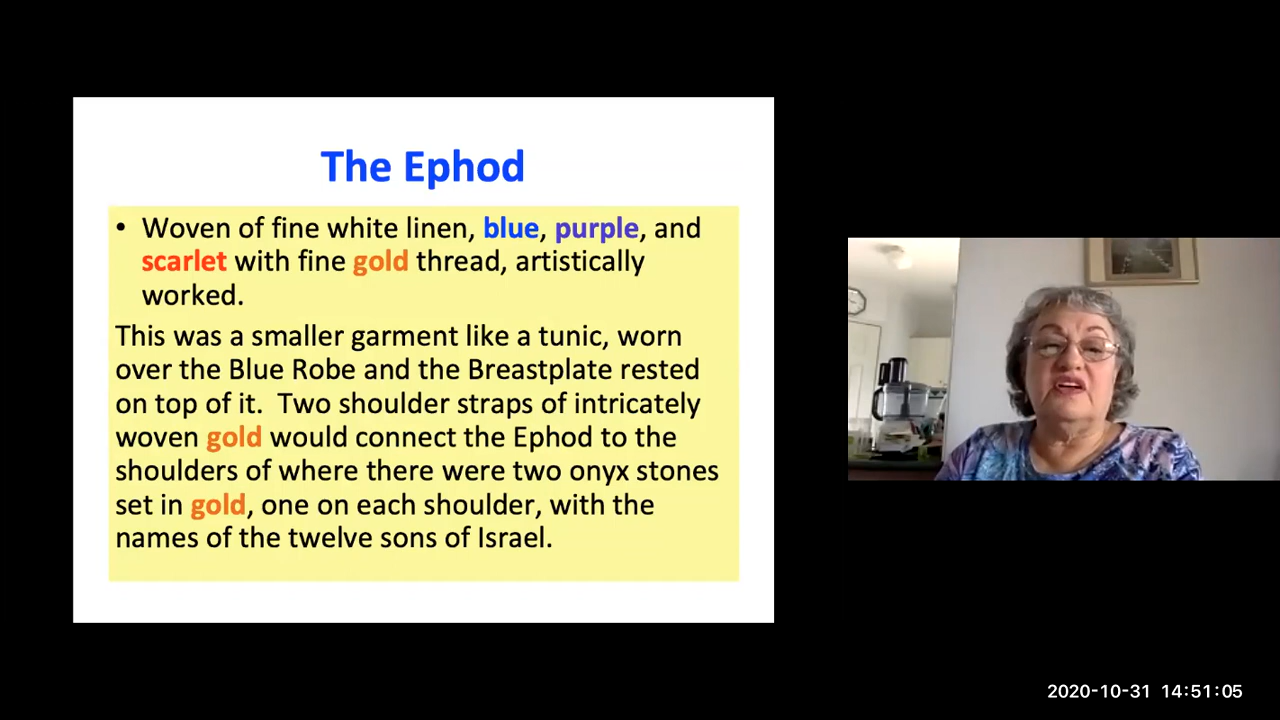 The Ephod
• Woven of fine white linen, blue, purple, and
scarlet with fine gold thread, artistically
worked.
This was a smaller garment like a tunic, worn
over the Blue Robe and the Breastplate rested
on top of it.  Two shoulder straps of intricately
woven gold would connect the Ephod to the
shoulders of where there were two onyx stones
set in gold, one on each shoulder, with the
names of the twelve sons of Israel.
2020-10-31 14:51:05